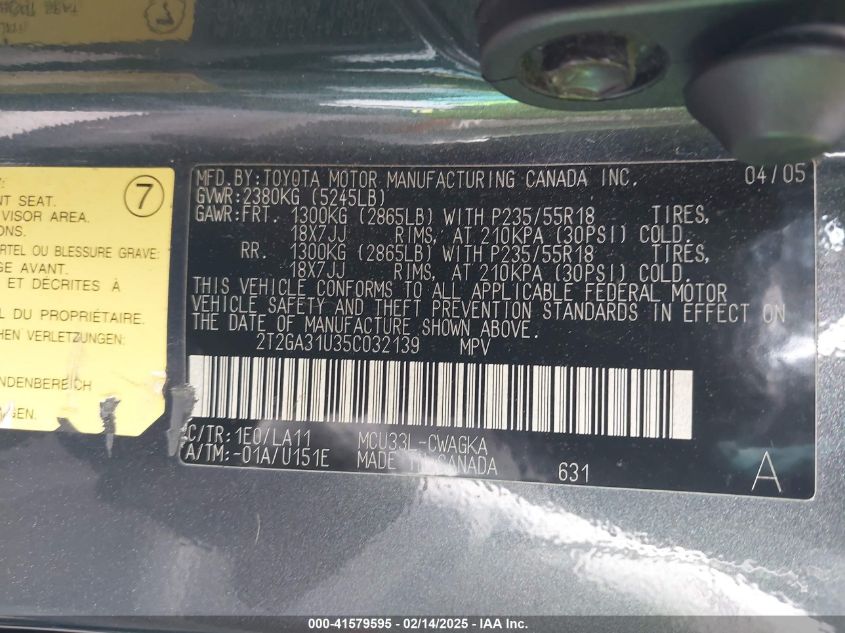 7
NT SEAT.
VISOR AREA.
RTEL OU BLESSURE GRAVE:
GE AVANT.
ET DÉCRITES À
L DU PROPRIÉTAIRE.
CHEN VERLETZUNGEN:
NDENBEREICH
GEN.
MFD. BY: TOYOTA MOTOR MANUFACTURING CANADA INC. 04/05
GVWR: 2380KG (5245LB)
GAWR: FRT. 1300KG (2865LB) WITH P235/55R18 TIRES,
18X7JJ RIMS, AT 210KPA (30PSI) COLD.
RR. 1300KG (2865LB) WITH P235/55R18 TIRES,
18X7JJ RIMS, AT 210KPA (30PSI) COLD.
THIS VEHICLE CONFORMS TO ALL APPLICABLE FEDERAL MOTOR
VEHICLE SAFETY AND THEFT PREVENTION STANDARDS IN EFFECT ON
THE DATE OF MANUFACTURE SHOWN ABOVE.
2T2GA31U35C032139 MPV
C/TR: 1E0/LA11 MCU33L-CWAGKA
A/TM: -01A/U151E MADE IN CANADA 631 A
000-41579595 - 02/14/2025 - IAA Inc.